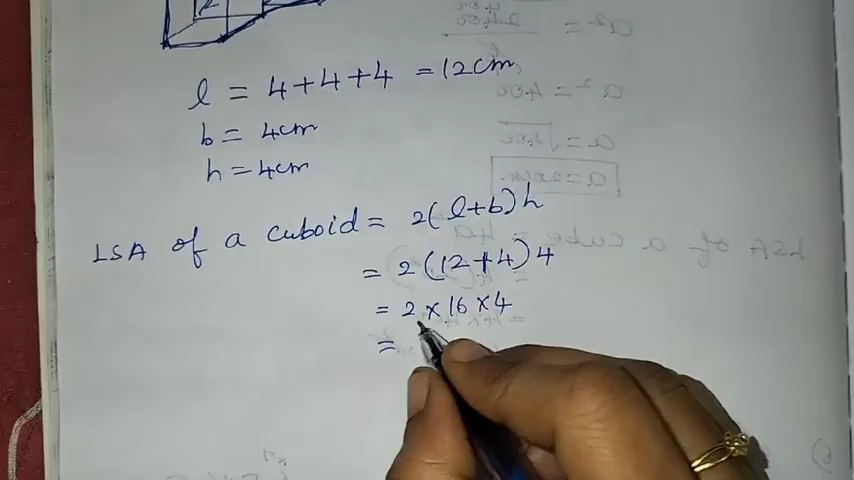 l = 4+4+4 = 12cm
b = 4cm
h = 4cm
LSA of a cuboid = 2(l+b)h
= 2(12+4)4
= 2×16×4
=